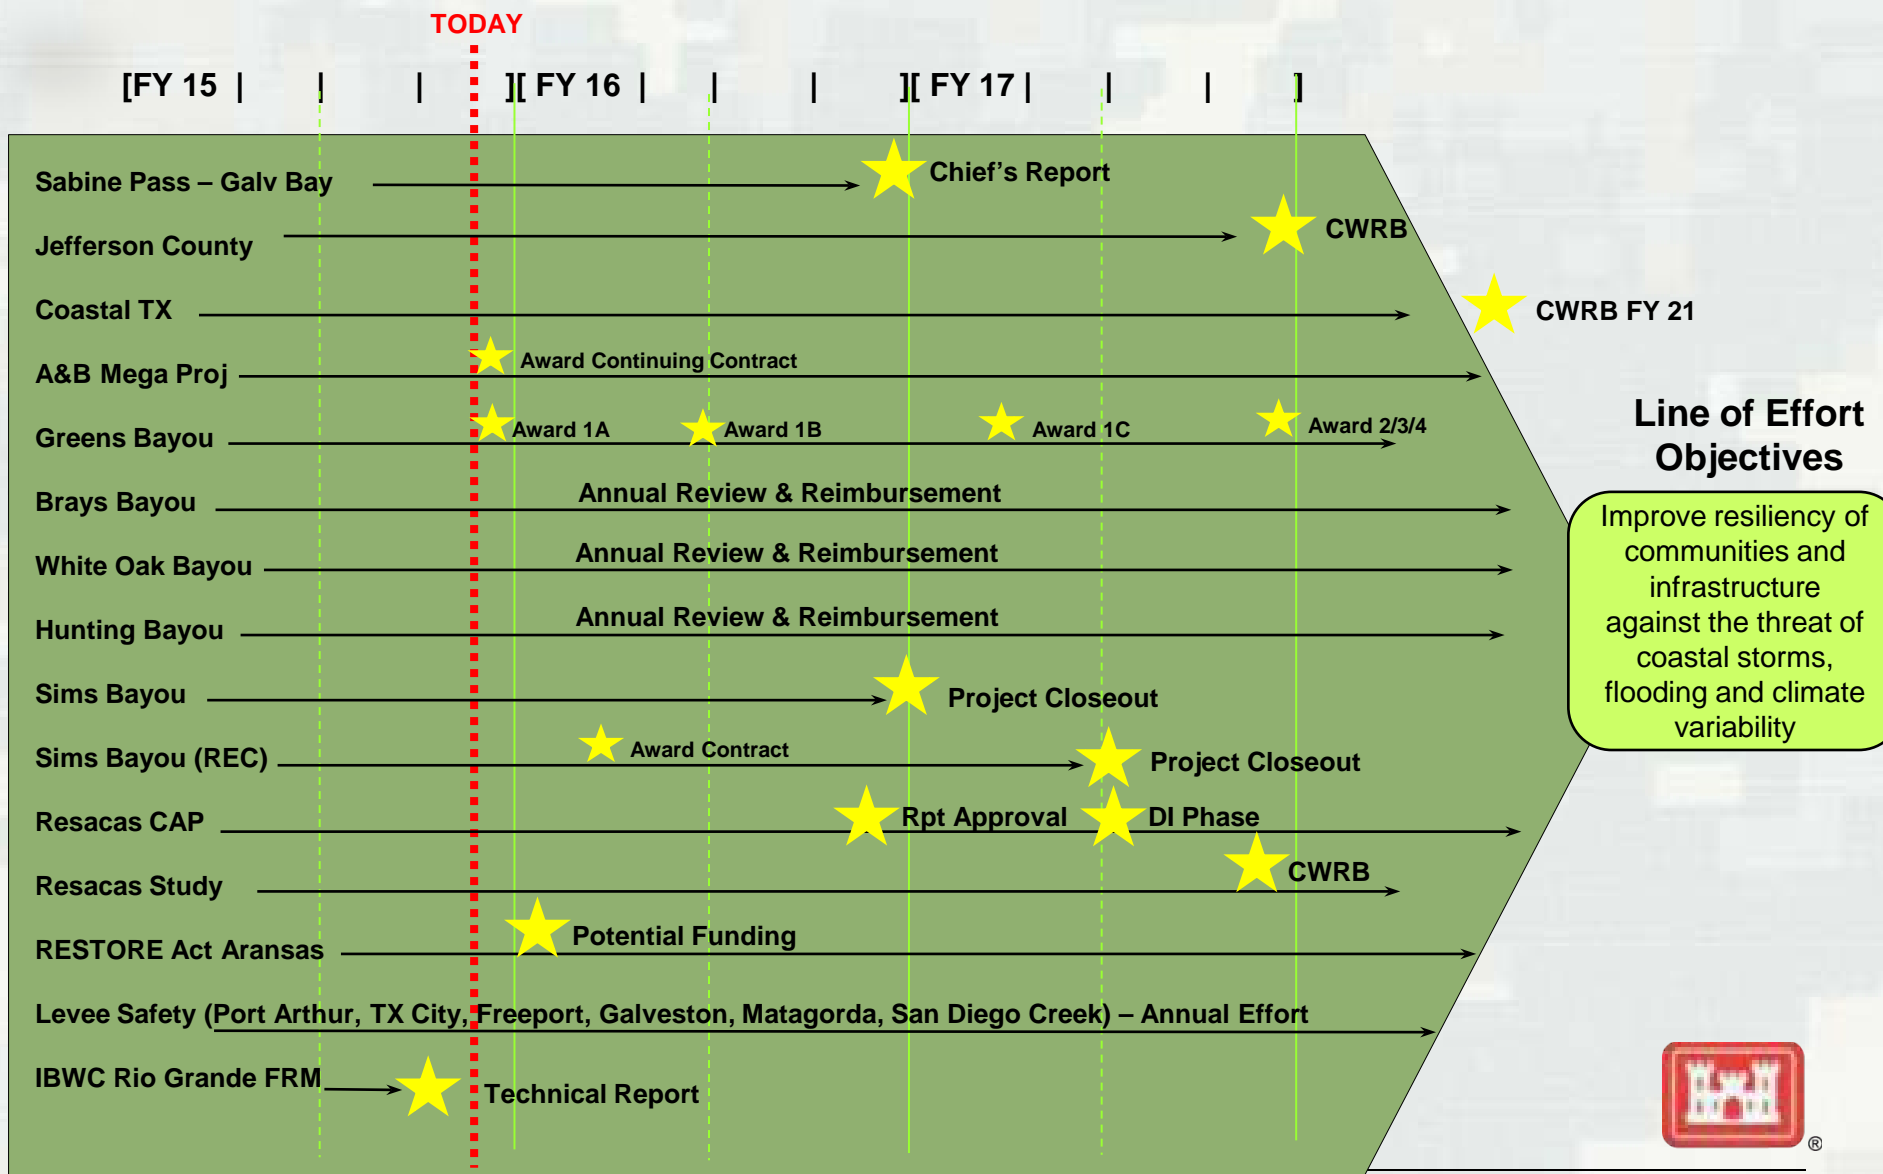 TODAY
[FY 15 | | | ][ FY 16 | | | ][ FY 17 | | | ]
Sabine Pass – Galv Bay Chief's Report
Jefferson County CWRB
Coastal TX CWRB FY 21
A&B Mega Proj Award Continuing Contract
Greens Bayou Award 1A Award 1B Award 1C Award 2/3/4
Brays Bayou Annual Review & Reimbursement
White Oak Bayou Annual Review & Reimbursement
Hunting Bayou Annual Review & Reimbursement
Sims Bayou Project Closeout
Sims Bayou (REC) Award Contract Project Closeout
Resacas CAP Rpt Approval DI Phase
Resacas Study CWRB
RESTORE Act Aransas Potential Funding
Levee Safety (Port Arthur, TX City, Freeport, Galveston, Matagorda, San Diego Creek) – Annual Effort
IBWC Rio Grande FRM Technical Report
Line of Effort
Objectives
Improve resiliency of
communities and
infrastructure
against the threat of
coastal storms,
flooding and climate
variability
®